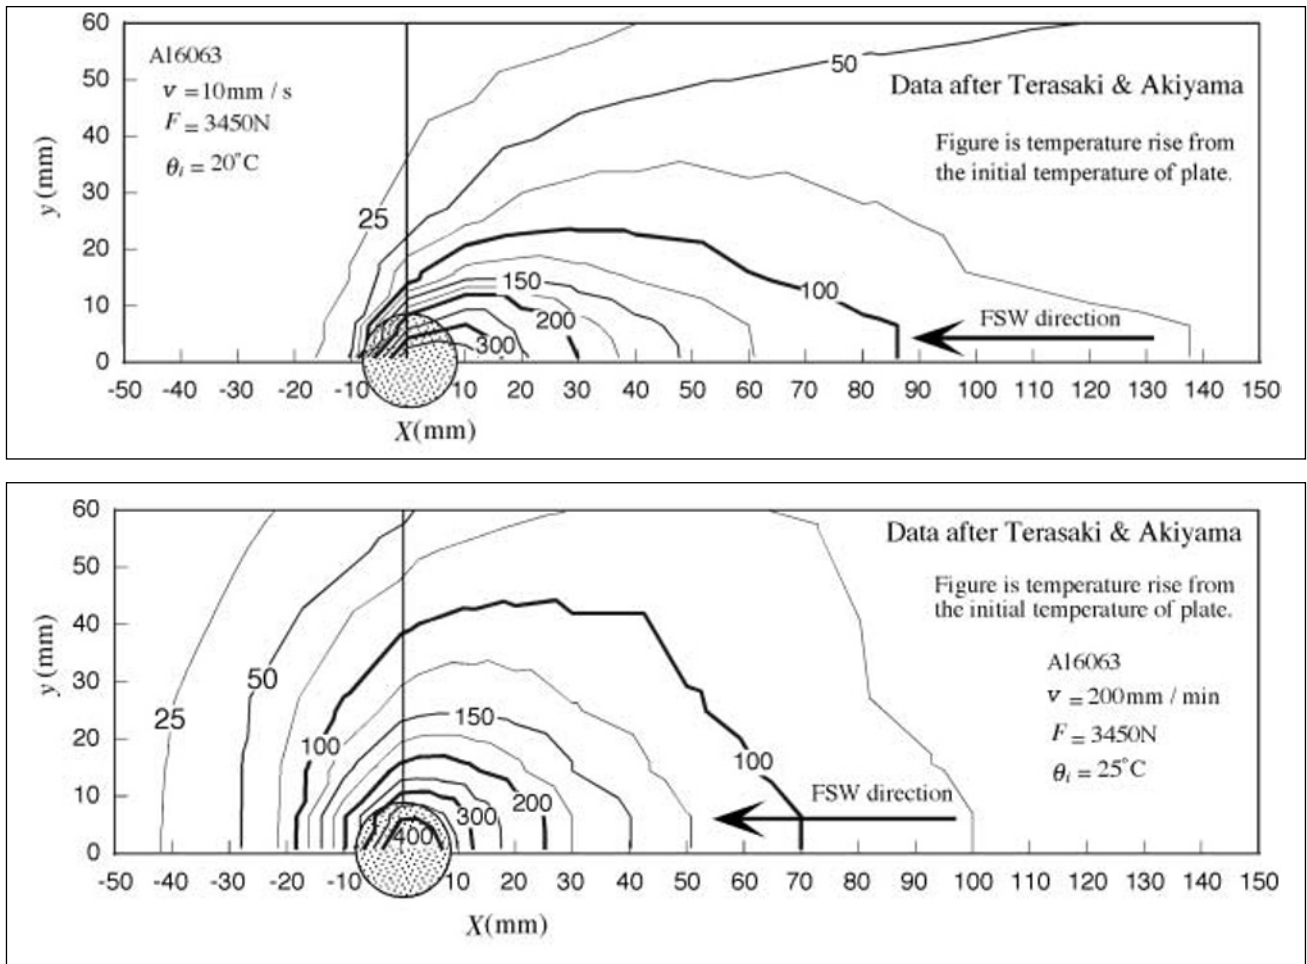 60
50
40
30
20
10
0
y (mm)
A16063
v = 10mm / s
F = 3450N
θi = 20°C
Data after Terasaki & Akiyama
Figure is temperature rise from
the initial temperature of plate.
50
25
150
100
200
300
FSW direction
-50 -40 -30 -20 -10 10 20 30 40 50 60 70 80 90 100 110 120 130 140 150
X(mm)
60
50
40
30
20
10
0
y (mm)
Data after Terasaki & Akiyama
Figure is temperature rise from
the initial temperature of plate.
A16063
v = 200mm / min
F = 3450N
θi = 25°C
50
25
150
100
100
200
300
400
FSW direction
-50 -40 -30 -20 -10 10 20 30 40 50 60 70 80 90 100 110 120 130 140 150
X(mm)